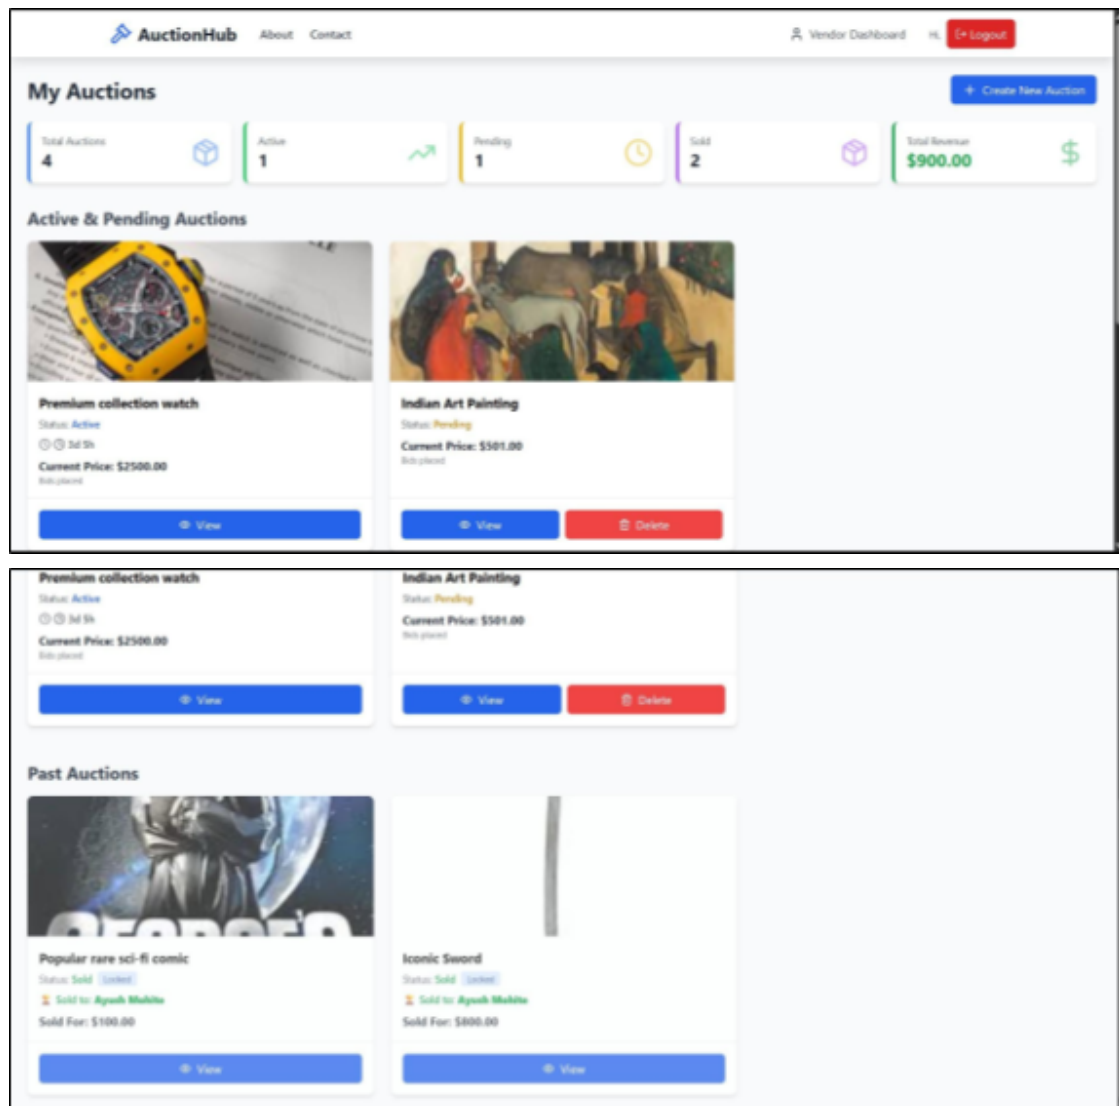 AuctionHub About Contact Vendor Dashboard Hi, Logout
My Auctions + Create New Auction
Total Auctions Active Pending Sold Total Revenue
4 1 1 2 $900.00
Active & Pending Auctions
Premium collection watch
Status: Active
3d 5h
Current Price: $2500.00
Bids placed
View
Indian Art Painting
Status: Pending
Current Price: $501.00
Bids placed
View Delete
Premium collection watch
Status: Active
3d 5h
Current Price: $2500.00
Bids placed
View
Indian Art Painting
Status: Pending
Current Price: $501.00
Bids placed
View Delete
Past Auctions
Popular rare sci-fi comic
Status: Sold Locked
Sold to: Ayush Mohite
Sold For: $100.00
View
Iconic Sword
Status: Sold Locked
Sold to: Ayush Mohite
Sold For: $800.00
View